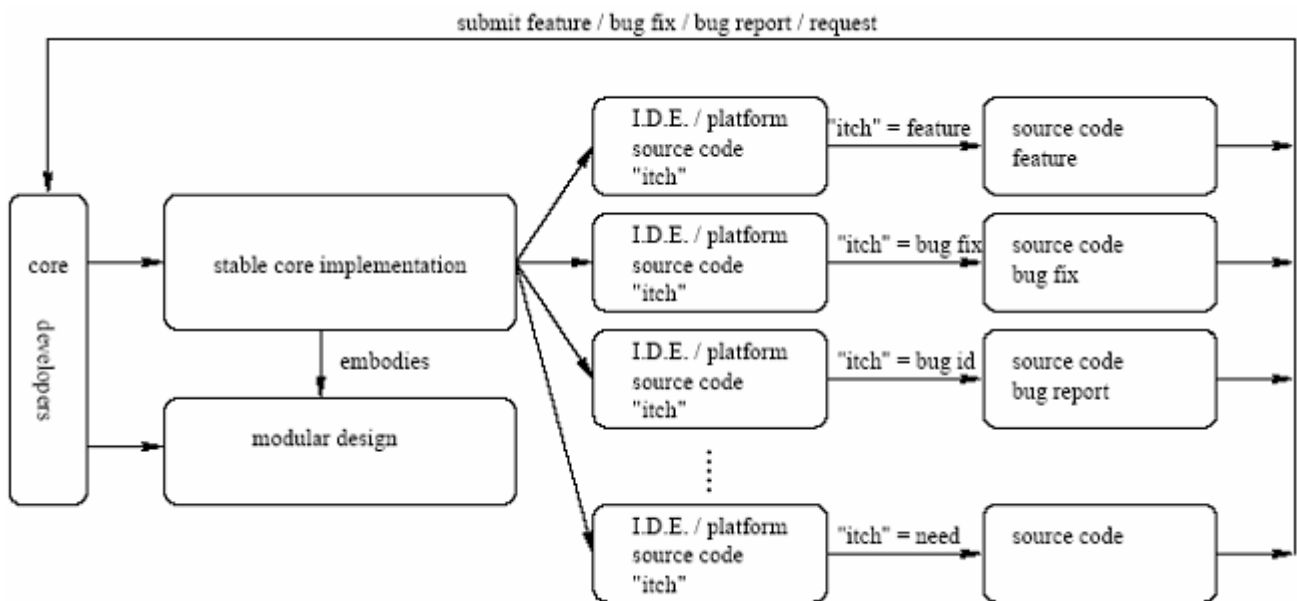 submit feature / bug fix / bug report / request
core
developers
stable core implementation
embodies
modular design
I.D.E. / platform
source code
"itch"
"itch" = feature
source code
feature
I.D.E. / platform
source code
"itch"
"itch" = bug fix
source code
bug fix
I.D.E. / platform
source code
"itch"
"itch" = bug id
source code
bug report
I.D.E. / platform
source code
"itch"
"itch" = need
source code